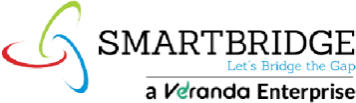 SMARTBRIDGE
Let's Bridge the Gap
a Veranda Enterprise